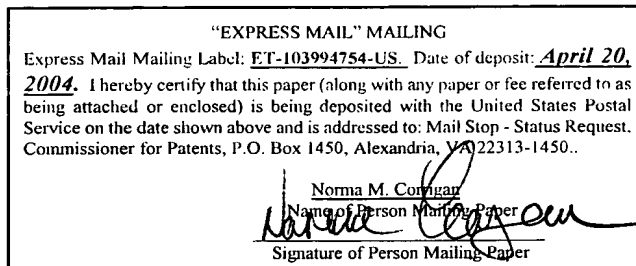 “EXPRESS MAIL” MAILING
Express Mail Mailing Label: ET-103994754-US. Date of deposit: April 20,
2004. I hereby certify that this paper (along with any paper or fee referred to as
being attached or enclosed) is being deposited with the United States Postal
Service on the date shown above and is addressed to: Mail Stop - Status Request,
Commissioner for Patents, P.O. Box 1450, Alexandria, VA 22313-1450..
Norma M. Corrigan
Name of Person Mailing Paper
Signature of Person Mailing Paper